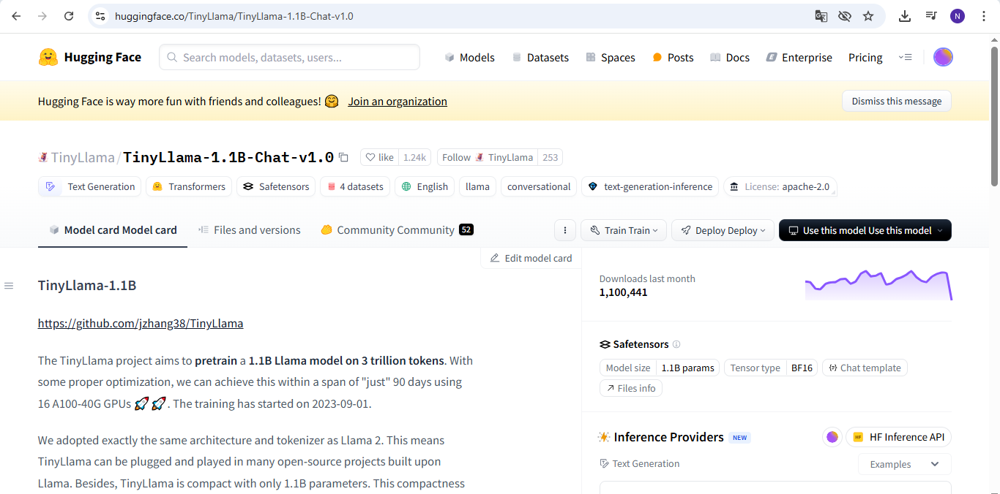 huggingface.co/TinyLlama/TinyLlama-1.1B-Chat-v1.0
N
Hugging Face
Search models, datasets, users...
Models
Datasets
Spaces
Posts
Docs
Enterprise
Pricing
Hugging Face is way more fun with friends and colleagues! 🤗 Join an organization
Dismiss this message
TinyLlama/TinyLlama-1.1B-Chat-v1.0
like 1.24k
Follow TinyLlama 253
Text Generation
Transformers
Safetensors
4 datasets
English
llama
conversational
text-generation-inference
License: apache-2.0
Model card Model card
Files and versions
Community Community 52
Train Train
Deploy Deploy
Use this model Use this model
Edit model card
TinyLlama-1.1B
https://github.com/jzhang38/TinyLlama
The TinyLlama project aims to pretrain a 1.1B Llama model on 3 trillion tokens. With
some proper optimization, we can achieve this within a span of "just" 90 days using
16 A100-40G GPUs 🚀🚀. The training has started on 2023-09-01.
We adopted exactly the same architecture and tokenizer as Llama 2. This means
TinyLlama can be plugged and played in many open-source projects built upon
Llama. Besides, TinyLlama is compact with only 1.1B parameters. This compactness
Downloads last month
1,100,441
Safetensors
Model size 1.1B params
Tensor type BF16
Chat template
Files info
Inference Providers NEW
HF HF Inference API
Text Generation
Examples